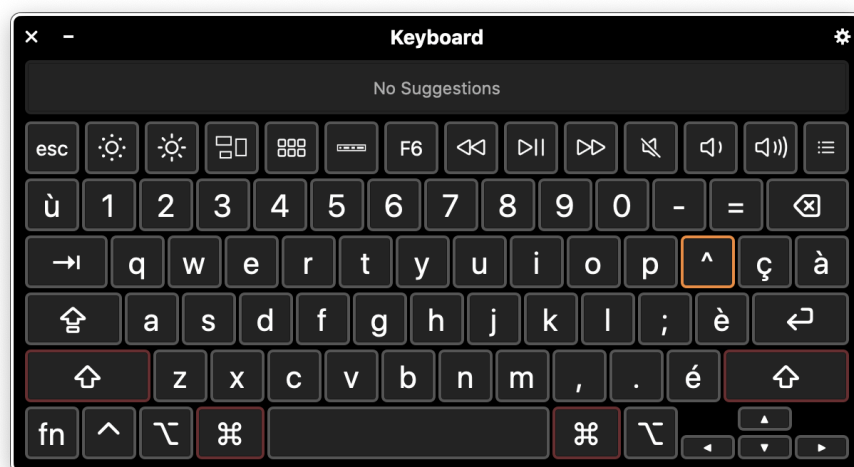 Keyboard
No Suggestions
esc F6
ù 1 2 3 4 5 6 7 8 9 0 - =
q w e r t y u i o p ^ ç à
a s d f g h j k l ; è
z x c v b n m , . é
fn